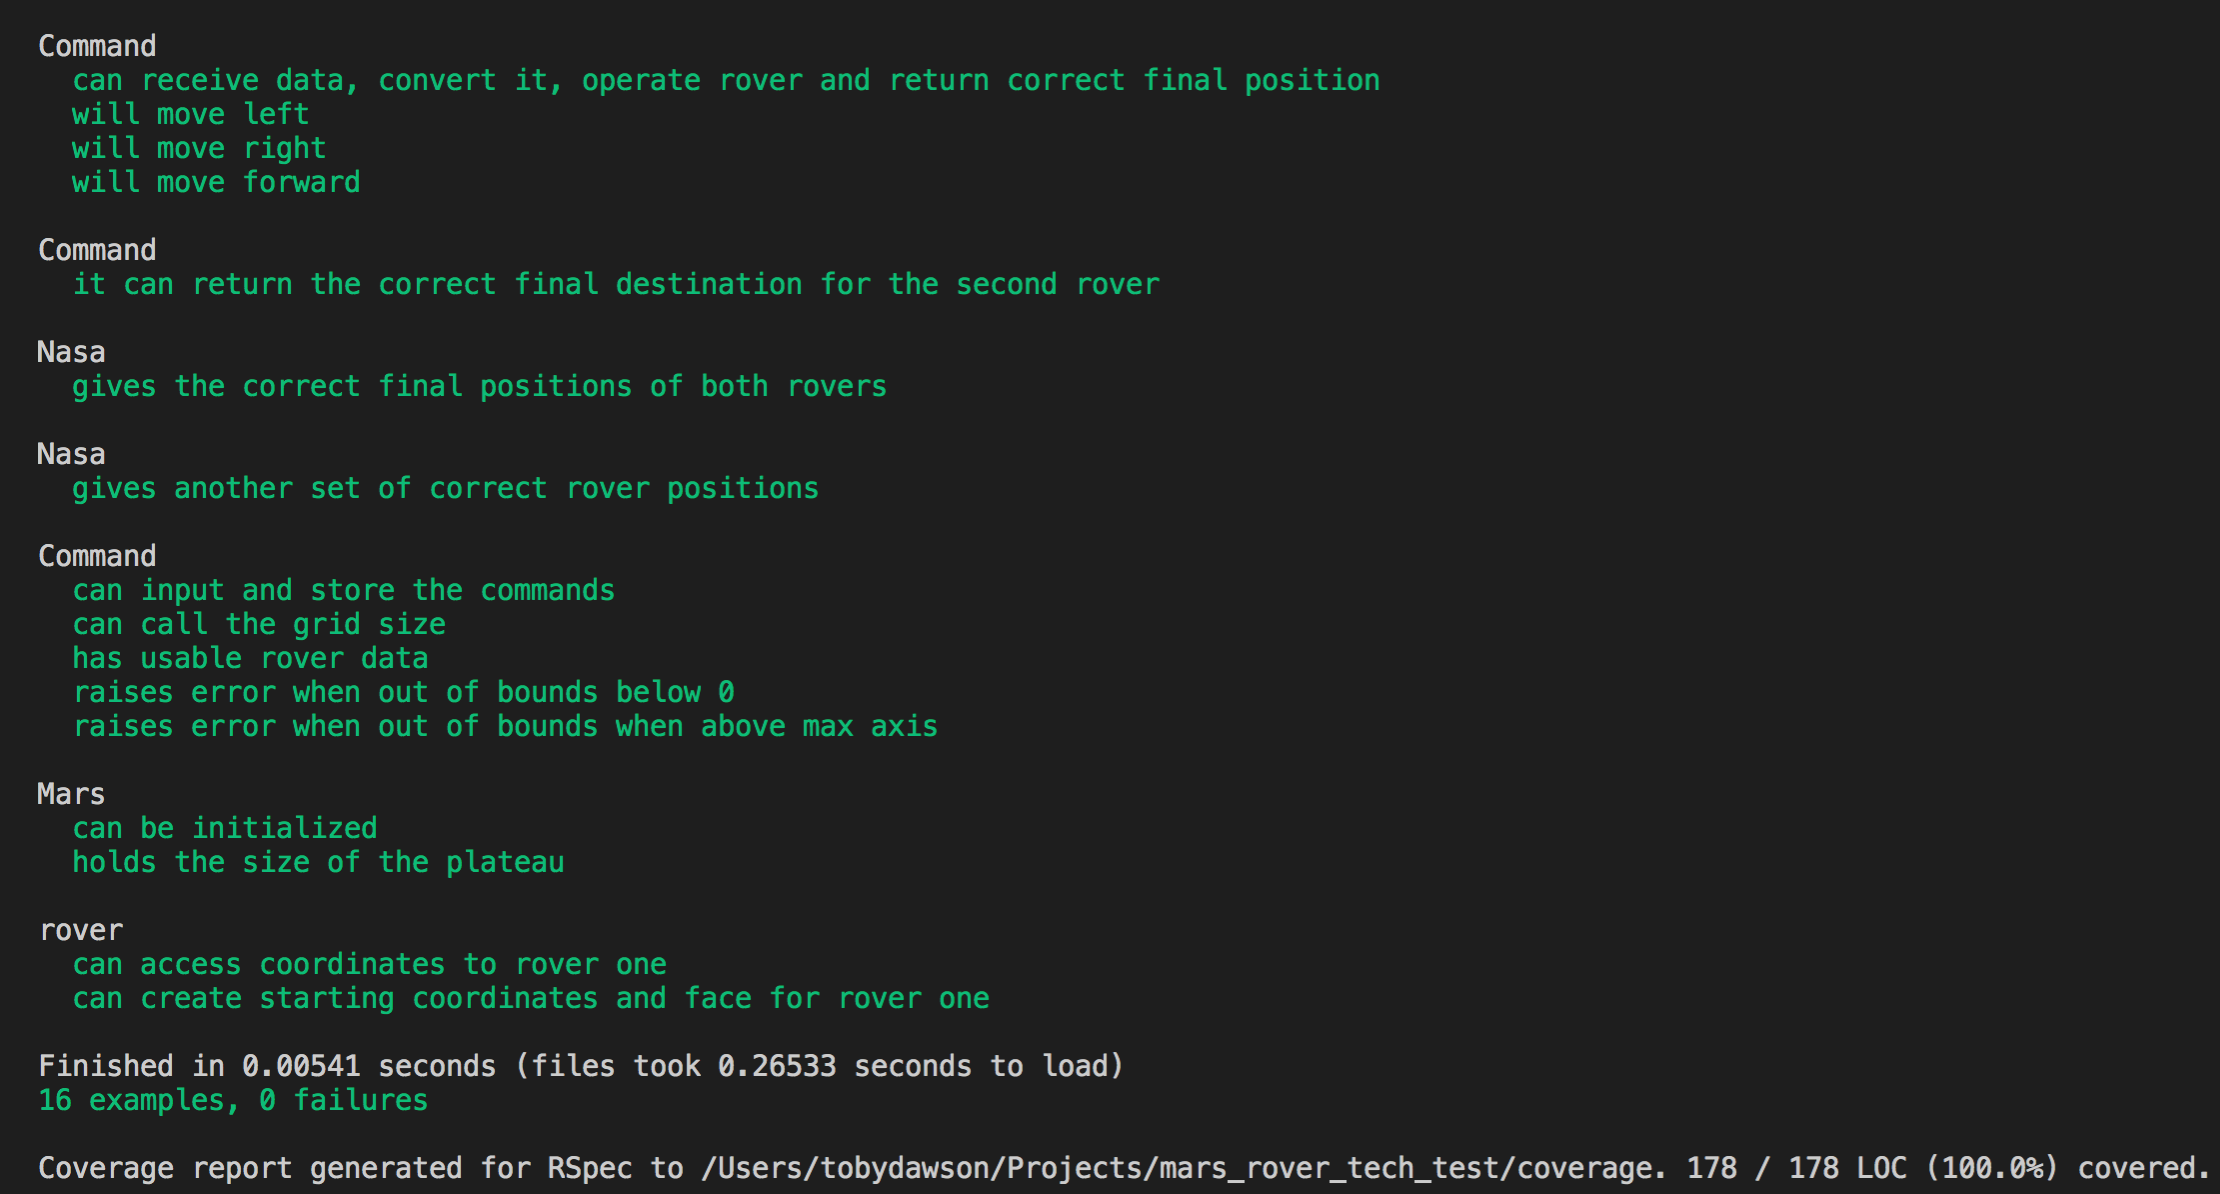 Command
can receive data, convert it, operate rover and return correct final position
will move left
will move right
will move forward
Command
it can return the correct final destination for the second rover
Nasa
gives the correct final positions of both rovers
Nasa
gives another set of correct rover positions
Command
can input and store the commands
can call the grid size
has usable rover data
raises error when out of bounds below 0
raises error when out of bounds when above max axis
Mars
can be initialized
holds the size of the plateau
rover
can access coordinates to rover one
can create starting coordinates and face for rover one
Finished in 0.00541 seconds (files took 0.26533 seconds to load)
16 examples, 0 failures
Coverage report generated for RSpec to /Users/tobydawson/Projects/mars_rover_tech_test/coverage. 178 / 178 LOC (100.0%) covered.